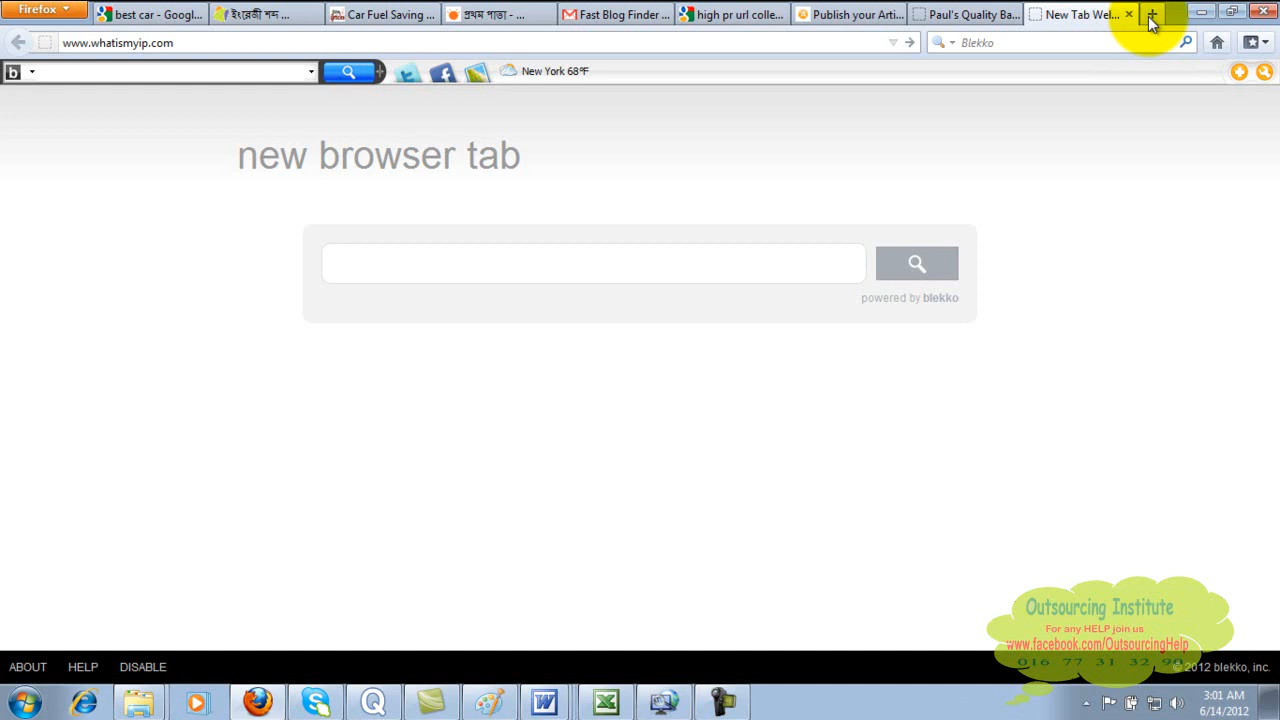 Firefox
best car - Googl...
ইংরেজী শব্দ ...
Car Fuel Saving ...
প্রথম পাতা - ...
Fast Blog Finder ...
high pr url colle...
Publish your Arti...
Paul's Quality Ba...
New Tab Wel...
www.whatismyip.com
Blekko
b
New York 68°F
new browser tab
powered by blekko
Outsourcing Institute
For any HELP join us
www.facebook.com/OutsourcingHelp
016 77 31 32 90
ABOUT HELP DISABLE
© 2012 blekko, inc.
3:01 AM
6/14/2012